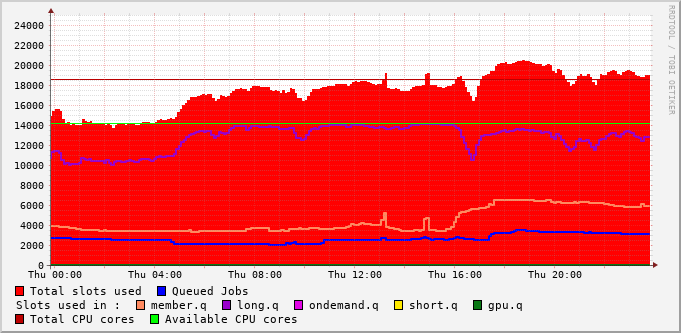 RRDTOOL / TOBI OETIKER
24000
22000
20000
18000
16000
14000
12000
10000
8000
6000
4000
2000
0
Thu 00:00 Thu 04:00 Thu 08:00 Thu 12:00 Thu 16:00 Thu 20:00
Total slots used Queued Jobs
Slots used in : member.q long.q ondemand.q short.q gpu.q
Total CPU cores Available CPU cores